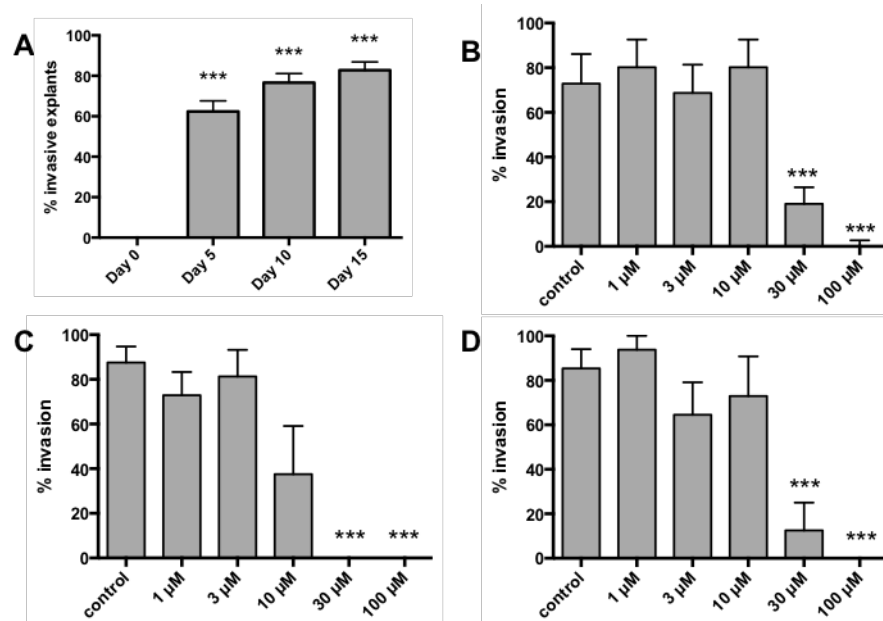 A
% invasive explants
100
80
60
40
20
0
***
***
***
Day 0
Day 5
Day 10
Day 15
B
% invasion
100
80
60
40
20
0
***
***
control
1 µM
3 µM
10 µM
30 µM
100 µM
C
% invasion
100
80
60
40
20
0
***
***
control
1 µM
3 µM
10 µM
30 µM
100 µM
D
% invasion
100
80
60
40
20
0
***
***
control
1 µM
3 µM
10 µM
30 µM
100 µM